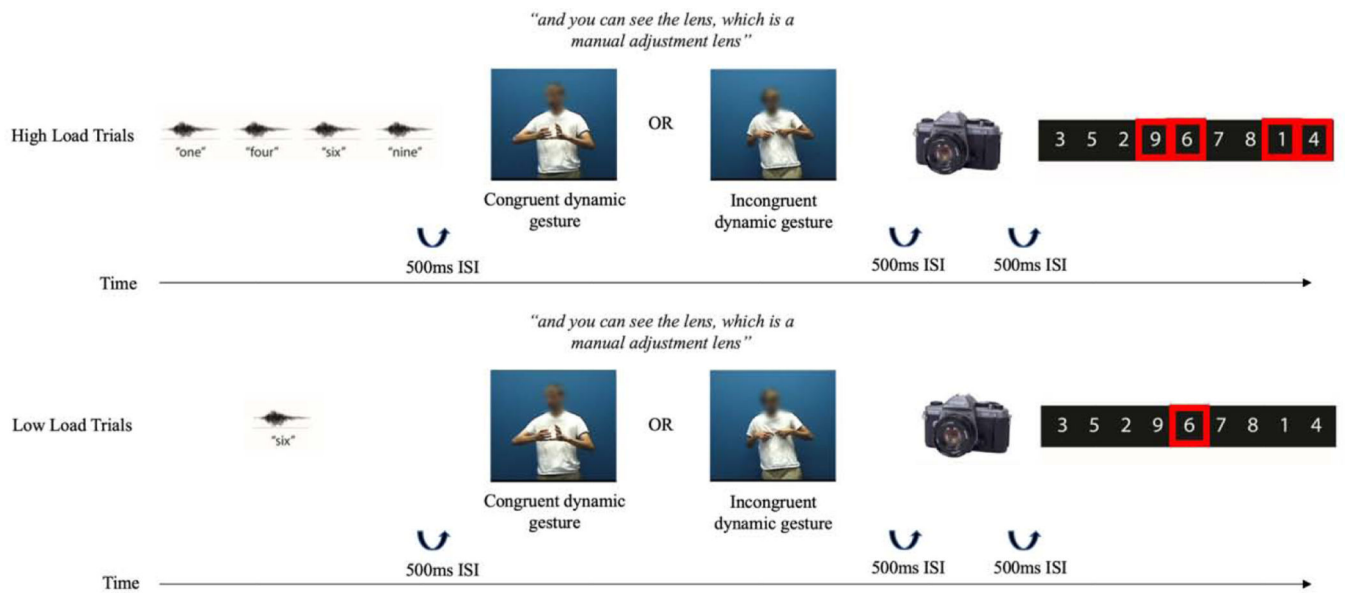 “and you can see the lens, which is a
manual adjustment lens”
High Load Trials
"one" "four" "six" "nine"
OR
3 5 2 9 6 7 8 1 4
Congruent dynamic
gesture
Incongruent
dynamic gesture
500ms ISI
500ms ISI
500ms ISI
Time
“and you can see the lens, which is a
manual adjustment lens”
Low Load Trials
"six"
OR
3 5 2 9 6 7 8 1 4
Congruent dynamic
gesture
Incongruent
dynamic gesture
500ms ISI
500ms ISI
500ms ISI
Time